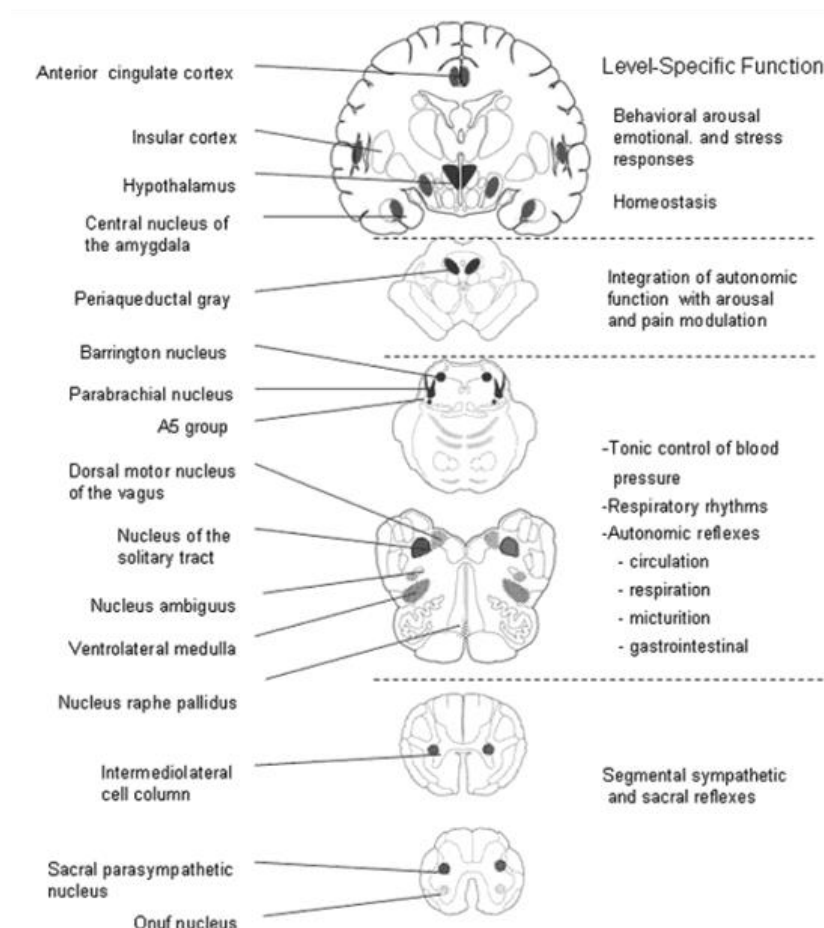 Anterior cingulate cortex
Insular cortex
Hypothalamus
Central nucleus of
the amygdala
Periaqueductal gray
Barrington nucleus
Parabrachial nucleus
A5 group
Dorsal motor nucleus
of the vagus
Nucleus of the
solitary tract
Nucleus ambiguus
Ventrolateral medulla
Nucleus raphe pallidus
Intermediolateral
cell column
Sacral parasympathetic
nucleus
Onuf nucleus
Level-Specific Function
Behavioral arousal
emotional. and stress
responses
Homeostasis
Integration of autonomic
function with arousal
and pain modulation
-Tonic control of blood
pressure
-Respiratory rhythms
-Autonomic reflexes
- circulation
- respiration
- micturition
- gastrointestinal
Segmental sympathetic
and sacral reflexes